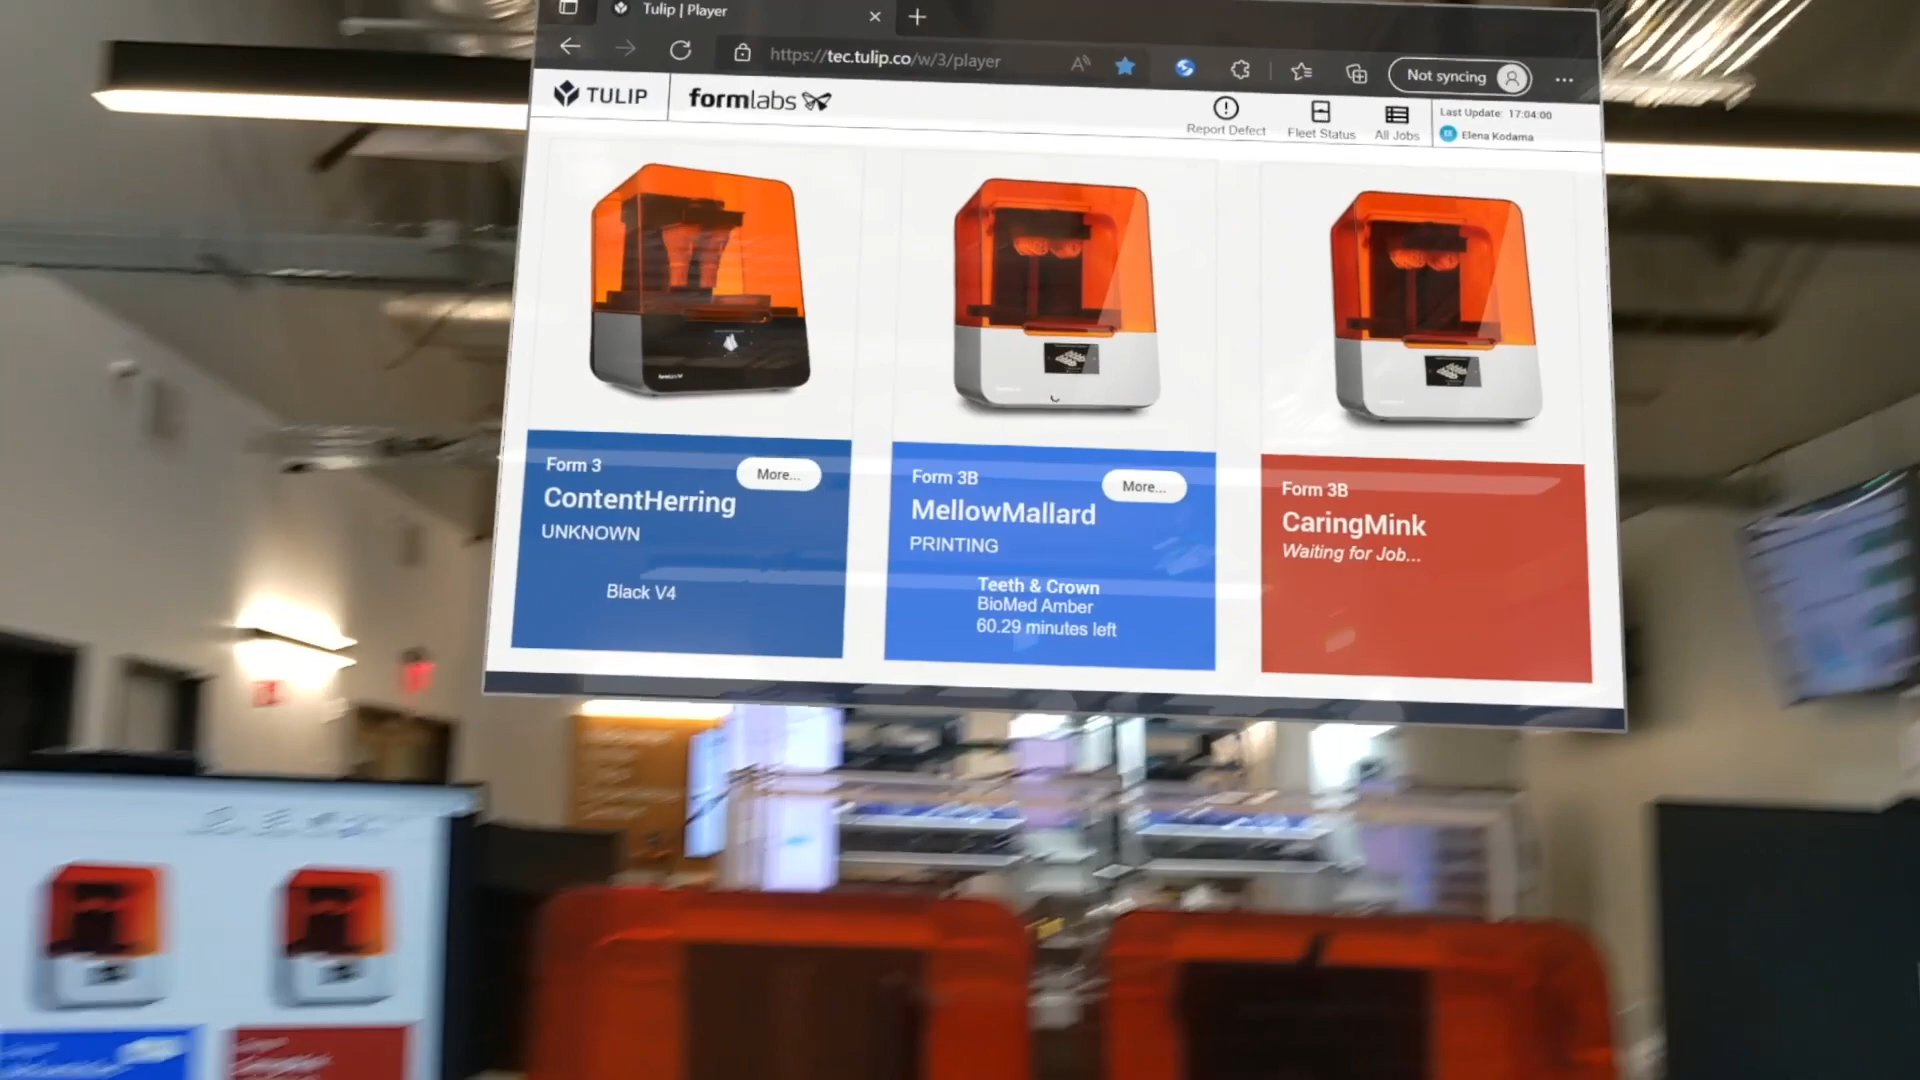 Tulip | Player
https://tec.tulip.co/w/3/player
Not syncing
TULIP
formlabs
Report Defect
Fleet Status
All Jobs
Last Update: 17:04:00
EK Elena Kodama
Form 3
More...
ContentHerring
UNKNOWN
Black V4
Form 3B
More...
MellowMallard
PRINTING
Teeth & Crown
BioMed Amber
60.29 minutes left
Form 3B
CaringMink
Waiting for Job...